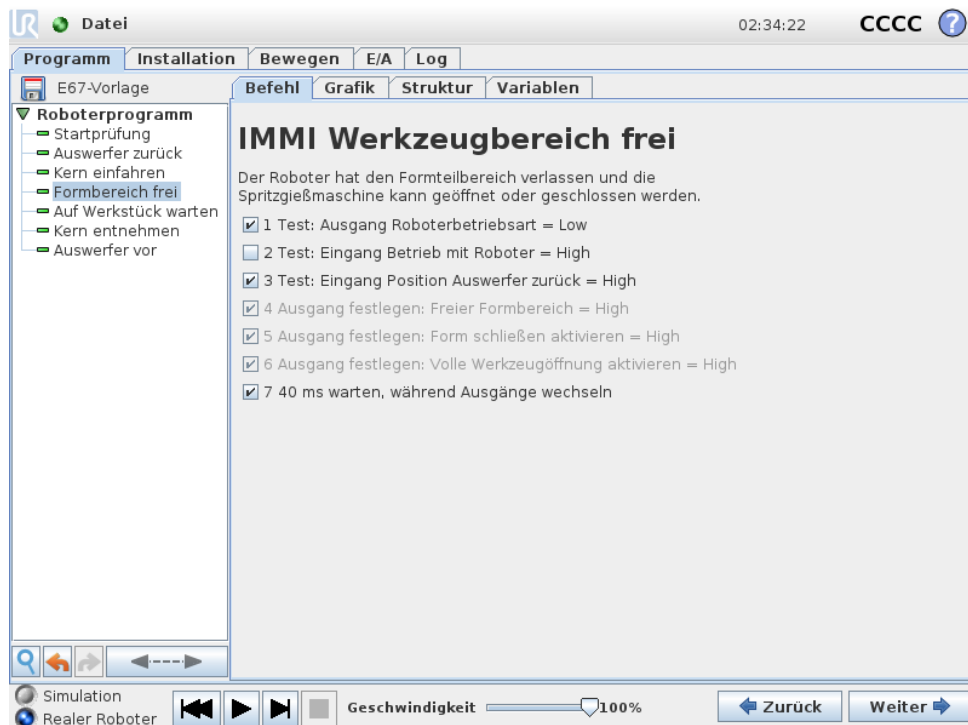 UR Datei 02:34:22 CCCC ?
Programm Installation Bewegen E/A Log
E67-Vorlage
Befehl Grafik Struktur Variablen
Roboterprogramm
Startprüfung
Auswerfer zurück
Kern einfahren
Formbereich frei
Auf Werkstück warten
Kern entnehmen
Auswerfer vor
IMMI Werkzeugbereich frei
Der Roboter hat den Formteilbereich verlassen und die
Spritzgießmaschine kann geöffnet oder geschlossen werden.
1 Test: Ausgang Roboterbetriebsart = Low
2 Test: Eingang Betrieb mit Roboter = High
3 Test: Eingang Position Auswerfer zurück = High
4 Ausgang festlegen: Freier Formbereich = High
5 Ausgang festlegen: Form schließen aktivieren = High
6 Ausgang festlegen: Volle Werkzeugöffnung aktivieren = High
7 40 ms warten, während Ausgänge wechseln
Simulation
Realer Roboter
Geschwindigkeit 100%
Zurück Weiter